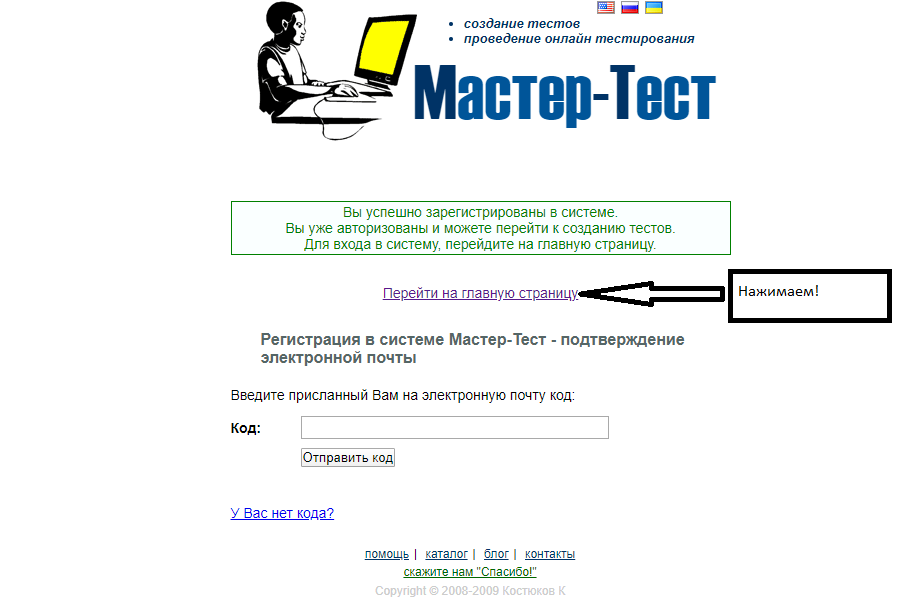 создание тестов
проведение онлайн тестирования
Мастер-Тест
Вы успешно зарегистрированы в системе.
Вы уже авторизованы и можете перейти к созданию тестов.
Для входа в систему, перейдите на главную страницу.
Перейти на главную страницу
Нажимаем!
Регистрация в системе Мастер-Тест - подтверждение
электронной почты
Введите присланный Вам на электронную почту код:
Код:
Отправить код
У Вас нет кода?
помощь | каталог | блог | контакты
скажите нам "Спасибо!"
Copyright © 2008-2009 Костюков К